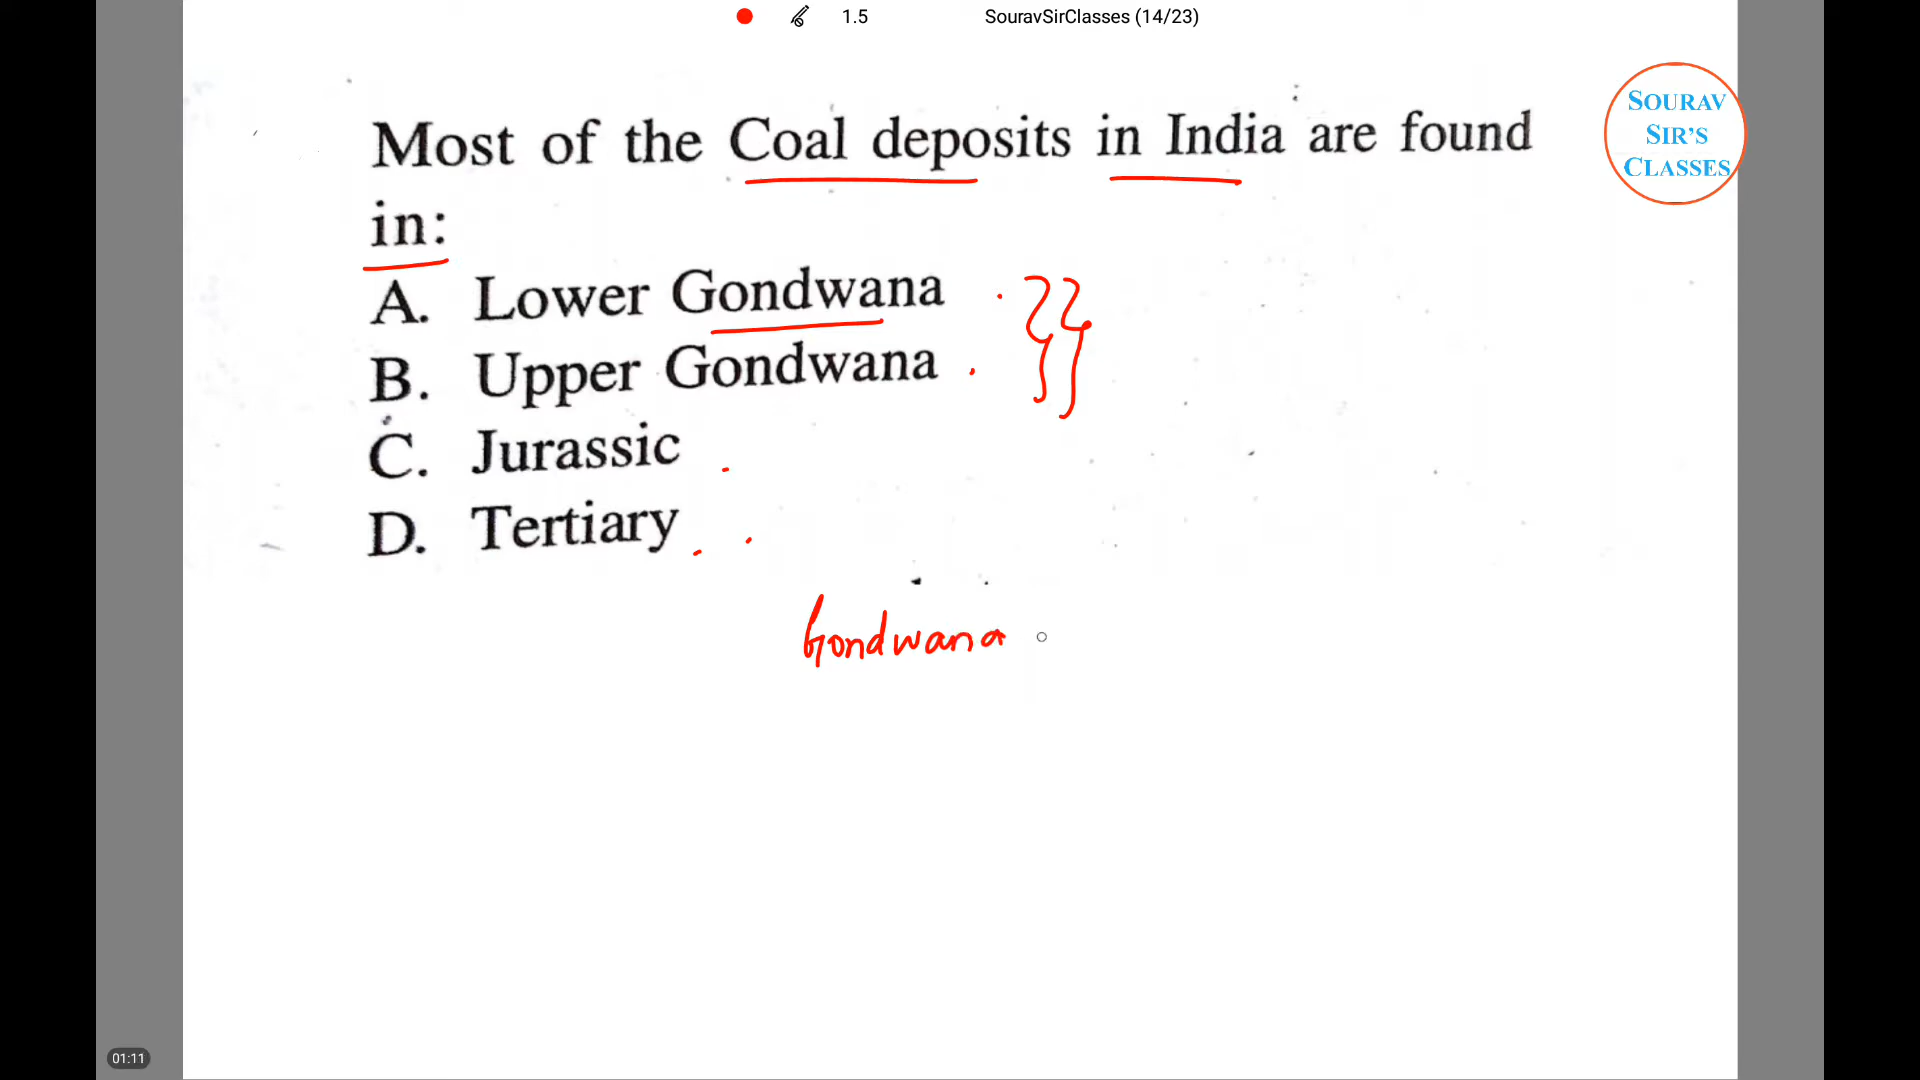 1.5 SouravSirClasses (14/23)
SOURAV
SIR'S
CLASSES
Most of the Coal deposits in India are found
in:
A. Lower Gondwana
B. Upper Gondwana
C. Jurassic
D. Tertiary
Gondwana
01:11